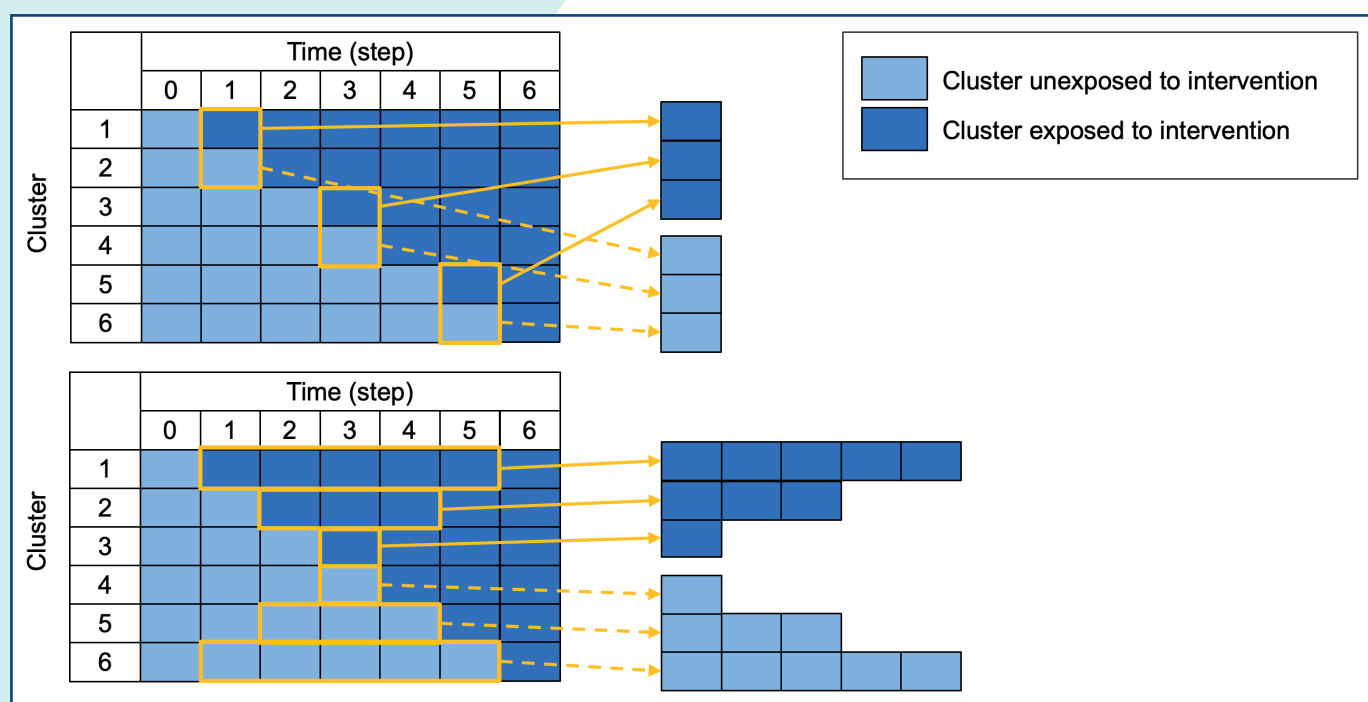 Time (step)
0 1 2 3 4 5 6
Cluster
1
2
3
4
5
6
Cluster unexposed to intervention
Cluster exposed to intervention
Time (step)
0 1 2 3 4 5 6
Cluster
1
2
3
4
5
6